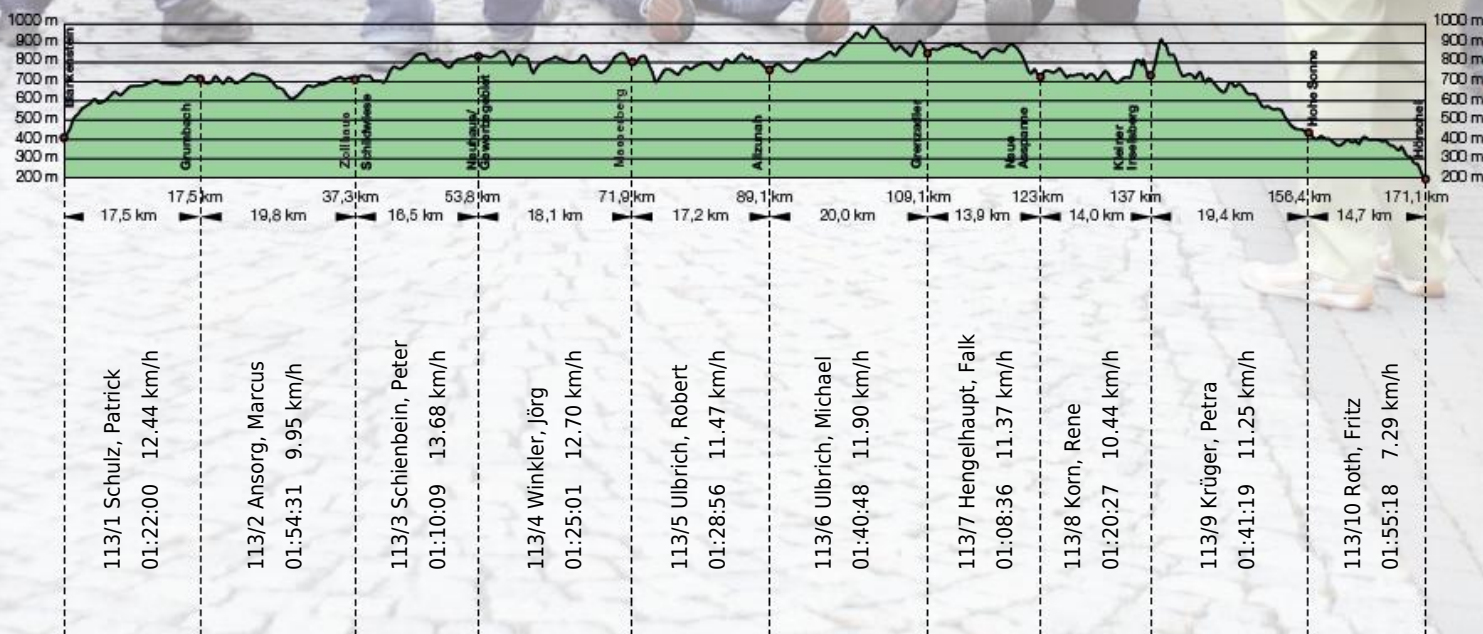 1000 m
900 m
800 m
700 m
600 m
500 m
400 m
300 m
200 m
1000 m
900 m
800 m
700 m
600 m
500 m
400 m
300 m
200 m
Blankenstein
Grumbach
Zollhaus
Schildwiese
Neuhaus/
Masserberg
Allzunah
Grenzadler
Neue
Ausspanne
Kleiner
Inselsberg
Hohe Sonne
Hörschel
17,5 km
37,3 km
53,8 km
71,9 km
89,1 km
109,1 km
123 km
137 km
156,4 km
171,1 km
17,5 km
19,8 km
16,5 km
18,1 km
17,2 km
20,0 km
13,9 km
14,0 km
19,4 km
14,7 km
113/1 Schulz, Patrick
01:22:00 12.44 km/h
113/2 Ansorg, Marcus
01:54:31 9.95 km/h
113/3 Schienbein, Peter
01:10:09 13.68 km/h
113/4 Winkler, Jörg
01:25:01 12.70 km/h
113/5 Ulbrich, Robert
01:28:56 11.47 km/h
113/6 Ulbrich, Michael
01:40:48 11.90 km/h
113/7 Hengelhaupt, Falk
01:08:36 11.37 km/h
113/8 Korn, Rene
01:20:27 10.44 km/h
113/9 Krüger, Petra
01:41:19 11.25 km/h
113/10 Roth, Fritz
01:55:18 7.29 km/h